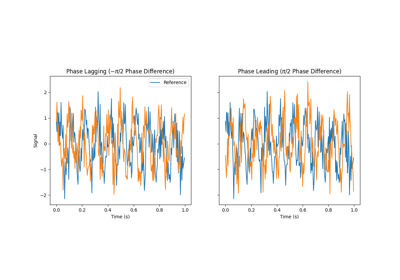 Phase Lagging (−π/2 Phase Difference)
Reference
Signal
2
1
0
−1
−2
0.0 0.2 0.4 0.6 0.8 1.0
Time (s)
Phase Leading (π/2 Phase Difference)
0.0 0.2 0.4 0.6 0.8 1.0
Time (s)